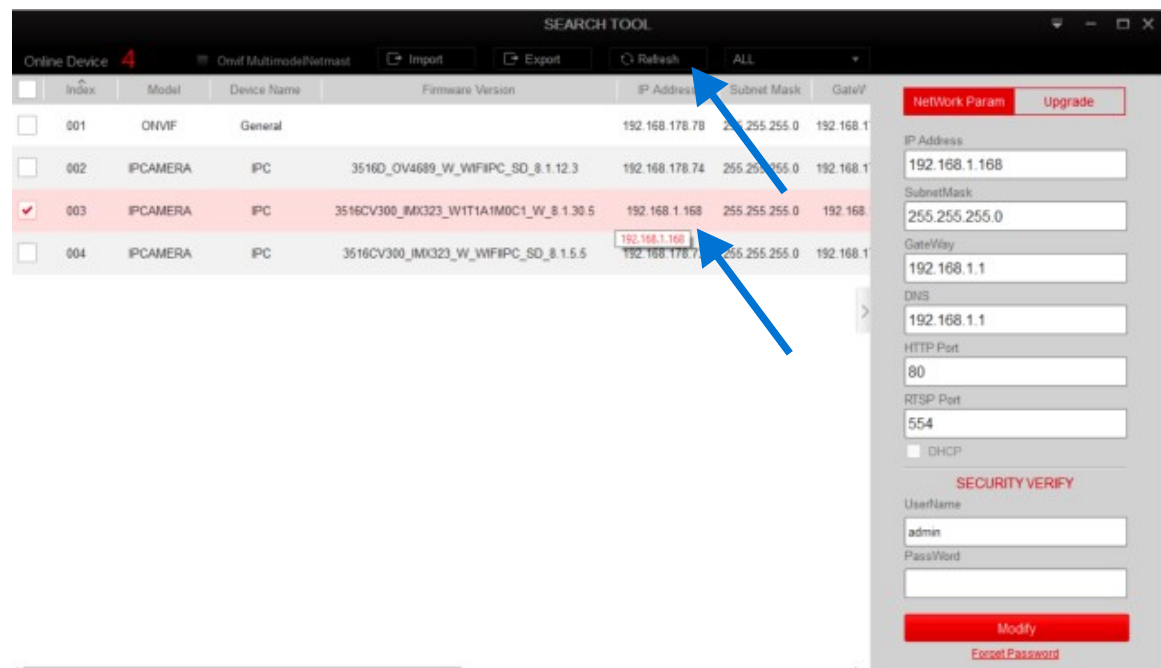 SEARCH TOOL
Online Device 4 Onvif MultimodelNetmast Import Export Refresh ALL
Index Model Device Name Firmware Version IP Address Subnet Mask GateW
001 ONVIF General 192.168.178.78 255.255.255.0 192.168.1
002 IPCAMERA IPC 3516D_OV4689_W_WIFIIPC_SD_8.1.12.3 192.168.178.74 255.255.255.0 192.168.1
003 IPCAMERA IPC 3516CV300_IMX323_W1T1A1M0C1_W_8.1.30.5 192.168.1.168 255.255.255.0 192.168.
192.168.1.168
004 IPCAMERA IPC 3516CV300_IMX323_W_WIFIIPC_SD_8.1.5.5 255.255.255.0 192.168.1
NetWork Param Upgrade
IP Address
192.168.1.168
SubnetMask
255.255.255.0
GateWay
192.168.1.1
DNS
192.168.1.1
HTTP Port
80
RTSP Port
554
DHCP
SECURITY VERIFY
UserName
admin
PassWord
Modify
Forget Password